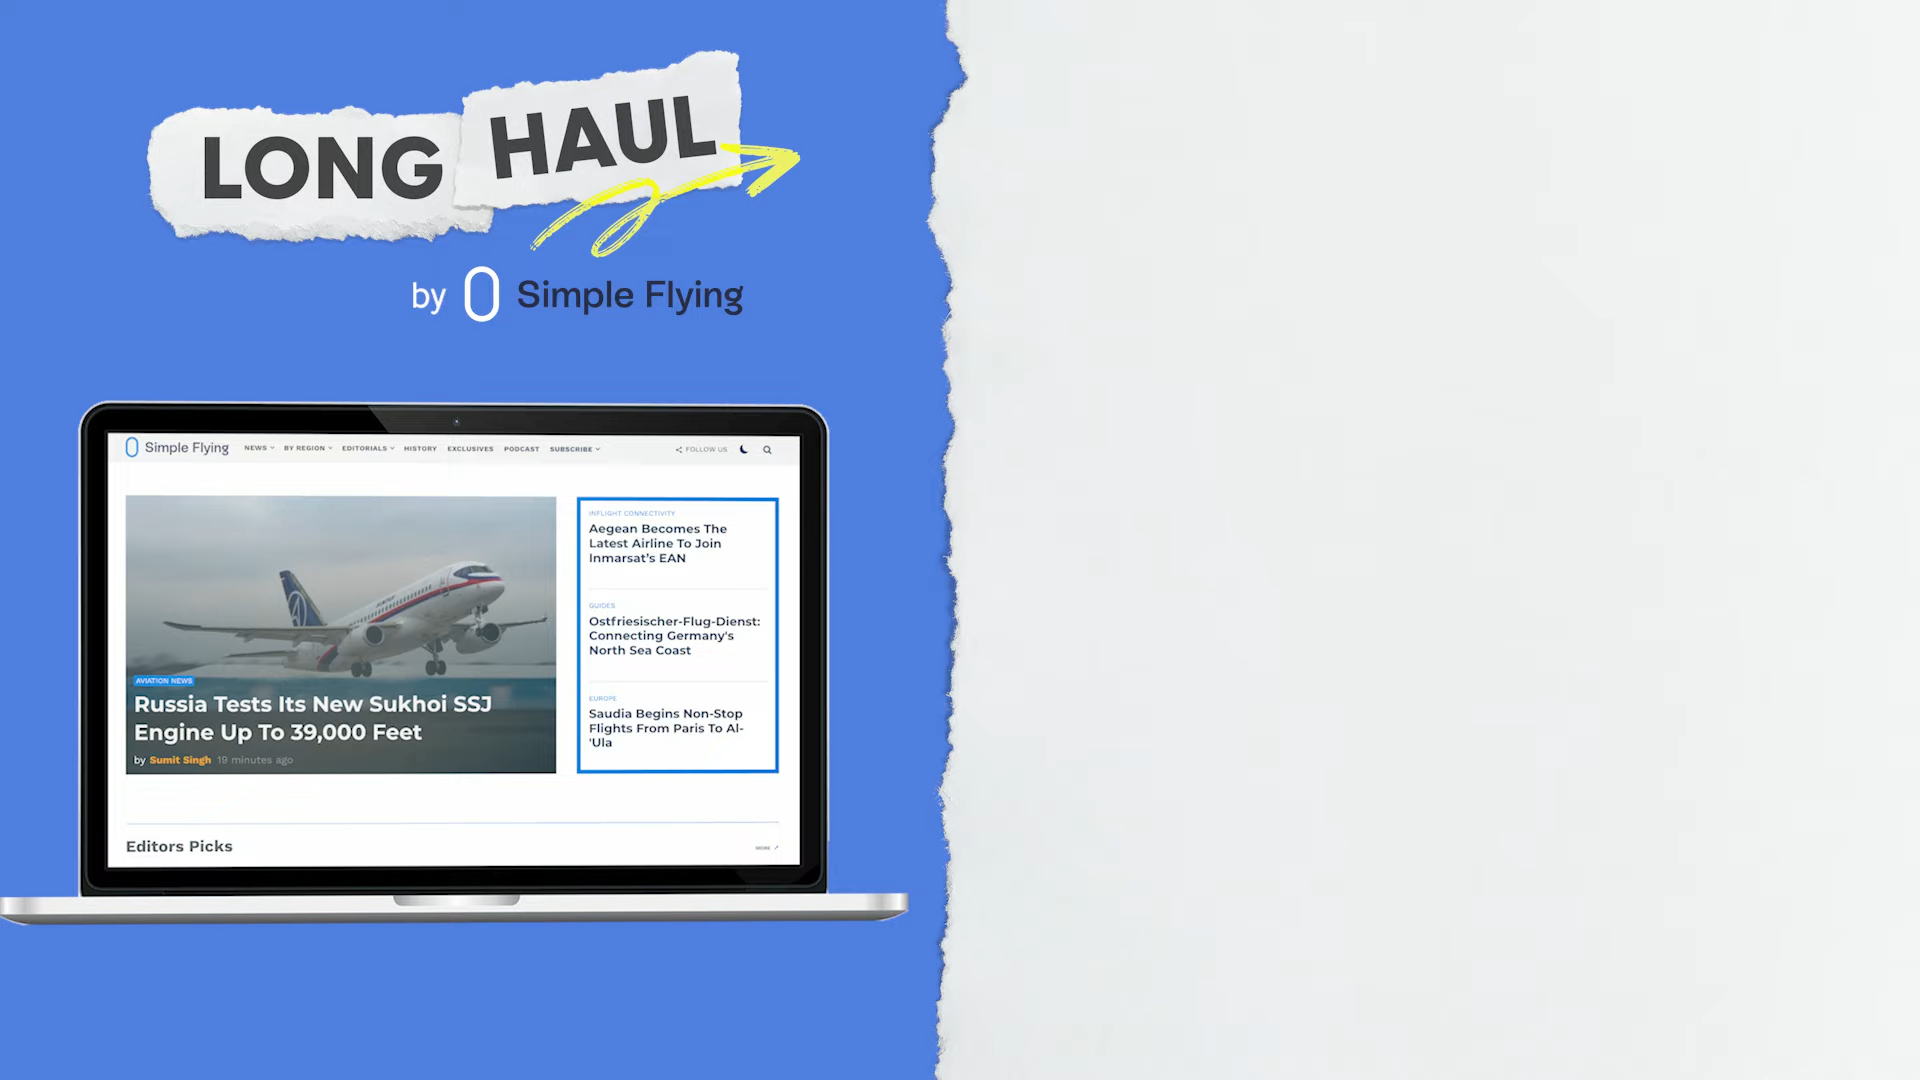 LONG HAUL
by Simple Flying
Simple Flying NEWS BY REGION EDITORIALS HISTORY EXCLUSIVES PODCAST SUBSCRIBE FOLLOW US
AVIATION NEWS
Russia Tests Its New Sukhoi SSJ
Engine Up To 39,000 Feet
by Sumit Singh 19 minutes ago
INFLIGHT CONNECTIVITY
Aegean Becomes The
Latest Airline To Join
Inmarsat's EAN
GUIDES
Ostfriesischer-Flug-Dienst:
Connecting Germany's
North Sea Coast
EUROPE
Saudia Begins Non-Stop
Flights From Paris To Al-
'Ula
Editors Picks
MORE